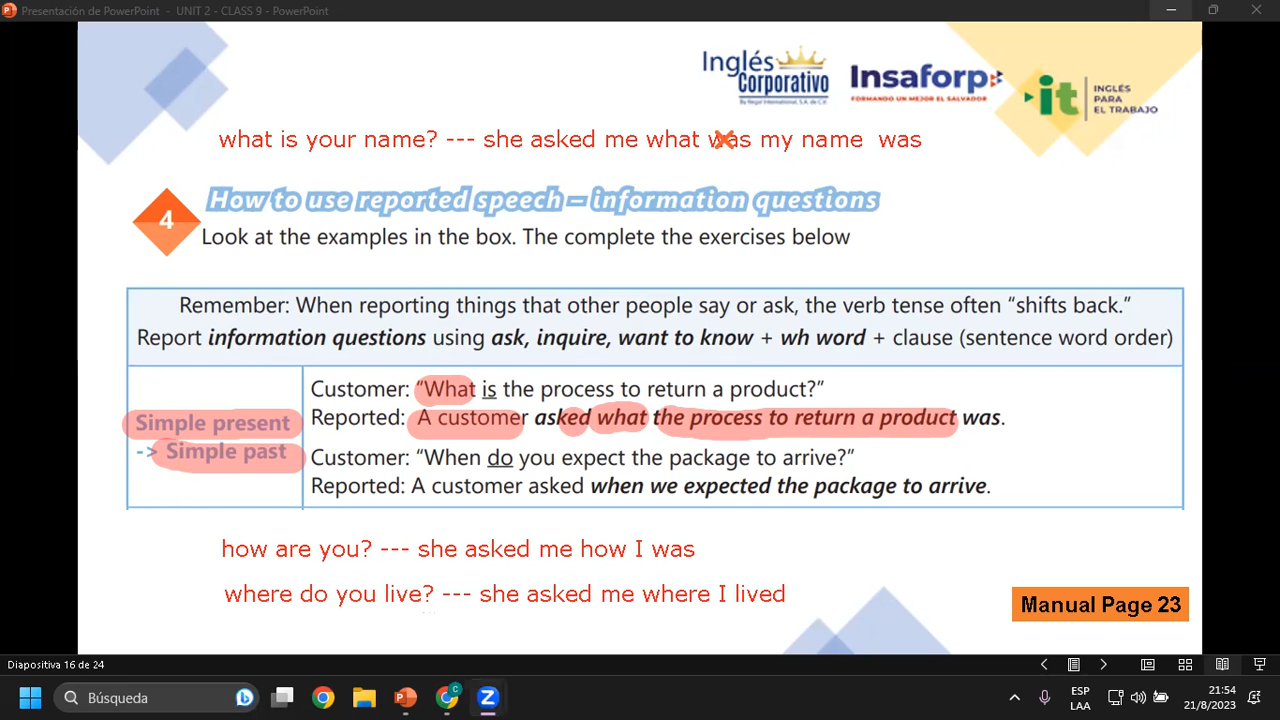 Presentación de PowerPoint - UNIT 2 - CLASS 9 - PowerPoint
Inglés Corporativo
By Regal International, S.A. de C.V.
Insaforp
FORMANDO UN MEJOR EL SALVADOR
it INGLÉS PARA EL TRABAJO
what is your name? --- she asked me what was my name was
4
How to use reported speech – information questions
Look at the examples in the box. The complete the exercises below
Remember: When reporting things that other people say or ask, the verb tense often “shifts back.”
Report information questions using ask, inquire, want to know + wh word + clause (sentence word order)
Simple present
-> Simple past
Customer: “What is the process to return a product?”
Reported: A customer asked what the process to return a product was.
Customer: “When do you expect the package to arrive?”
Reported: A customer asked when we expected the package to arrive.
how are you? --- she asked me how I was
where do you live? --- she asked me where I lived
Manual Page 23
Diapositiva 16 de 24
Búsqueda
ESP
LAA
21:54
21/8/2023